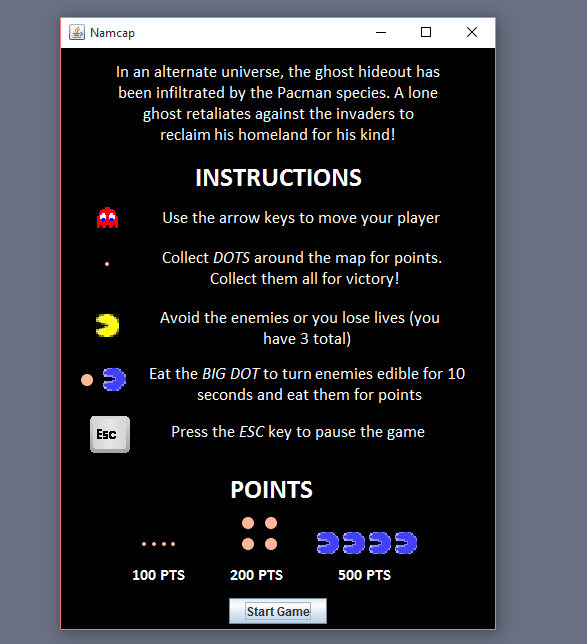 Namcap
In an alternate universe, the ghost hideout has
been infiltrated by the Pacman species. A lone
ghost retaliates against the invaders to
reclaim his homeland for his kind!
INSTRUCTIONS
Use the arrow keys to move your player
Collect DOTS around the map for points.
Collect them all for victory!
Avoid the enemies or you lose lives (you
have 3 total)
Eat the BIG DOT to turn enemies edible for 10
seconds and eat them for points
Esc
Press the ESC key to pause the game
POINTS
100 PTS
200 PTS
500 PTS
Start Game